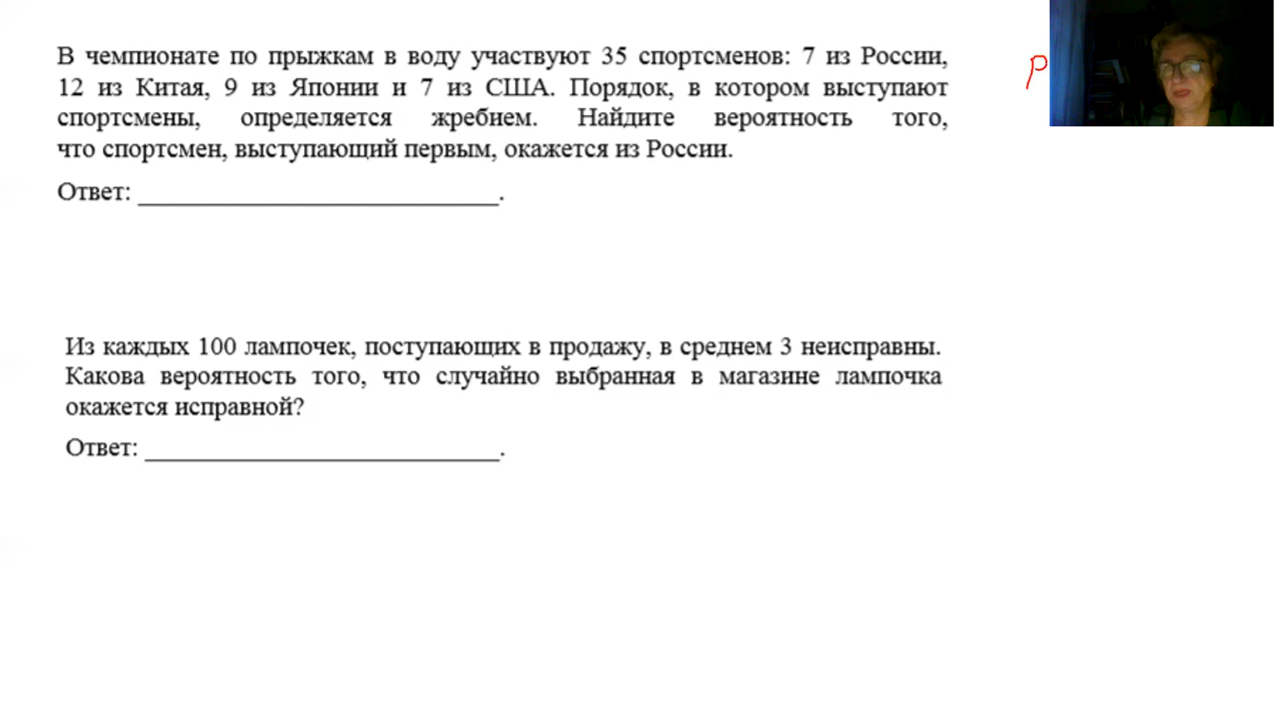 В чемпионате по прыжкам в воду участвуют 35 спортсменов: 7 из России,
12 из Китая, 9 из Японии и 7 из США. Порядок, в котором выступают
спортсмены, определяется жребием. Найдите вероятность того,
что спортсмен, выступающий первым, окажется из России.
Ответ: ______________________________.
P
Из каждых 100 лампочек, поступающих в продажу, в среднем 3 неисправны.
Какова вероятность того, что случайно выбранная в магазине лампочка
окажется исправной?
Ответ: ______________________________.